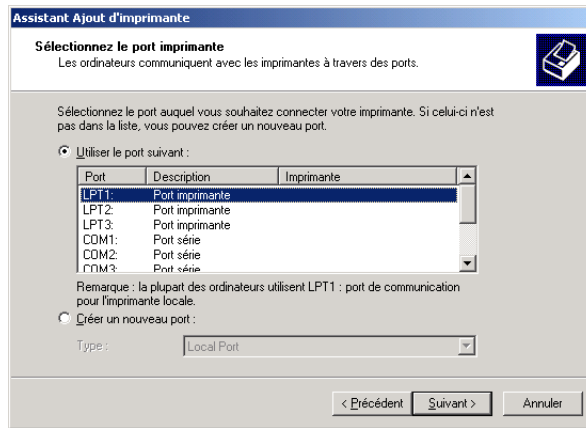 Assistant Ajout d'imprimante
Sélectionnez le port imprimante
Les ordinateurs communiquent avec les imprimantes à travers des ports.
Sélectionnez le port auquel vous souhaitez connecter votre imprimante. Si celui-ci n'est
pas dans la liste, vous pouvez créer un nouveau port.
Utiliser le port suivant :
Port Description Imprimante
LPT1: Port imprimante
LPT2: Port imprimante
LPT3: Port imprimante
COM1: Port série
COM2: Port série
COM3: Port série
Remarque : la plupart des ordinateurs utilisent LPT1 : port de communication
pour l'imprimante locale.
Créer un nouveau port :
Type : Local Port
< Précédent Suivant > Annuler